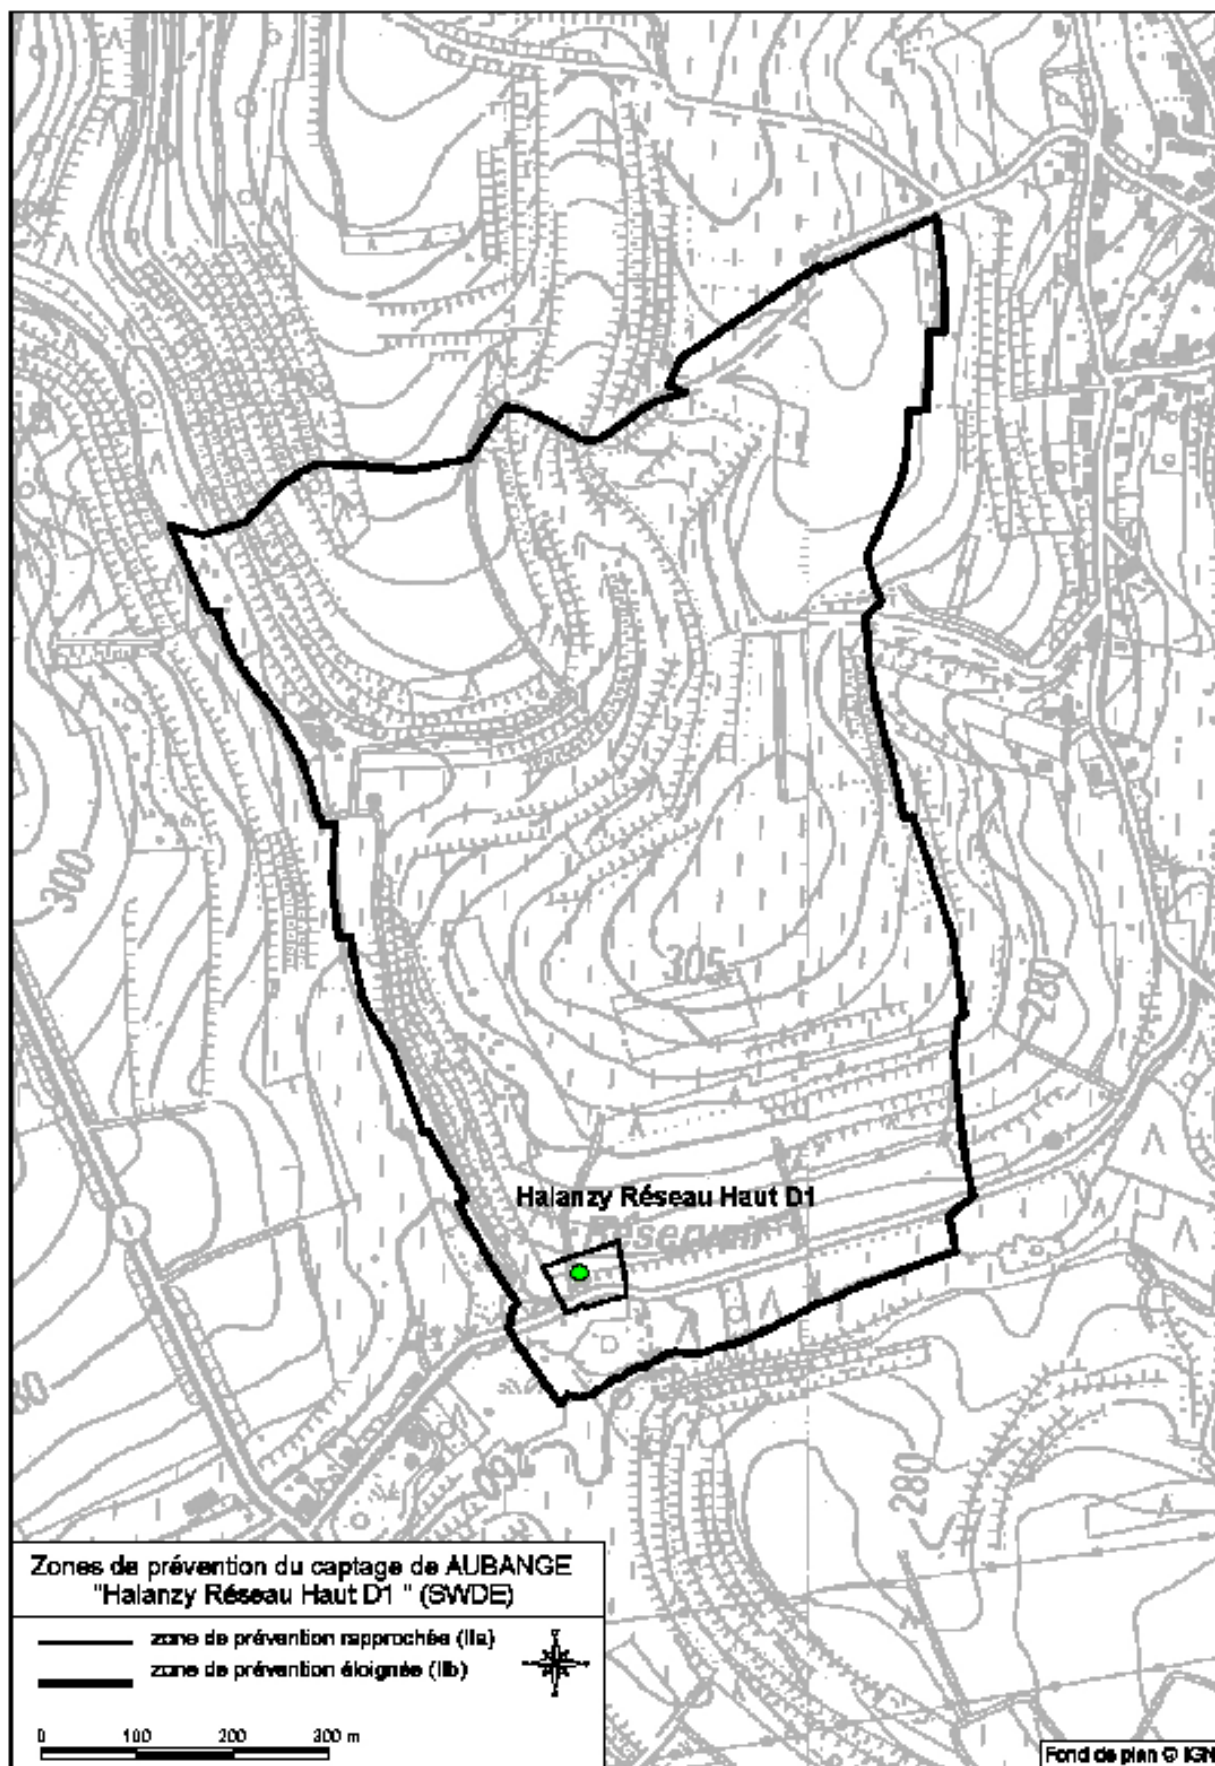 300
305
280
Halanzy Réseau Haut D1
Réservoir
280
Zones de prévention du captage de AUBANGE
"Halanzy Réseau Haut D1 " (SWDE)
zone de prévention rapprochée (IIa)
zone de prévention éloignée (IIb)
0 100 200 300 m
Fond de plan © IGN